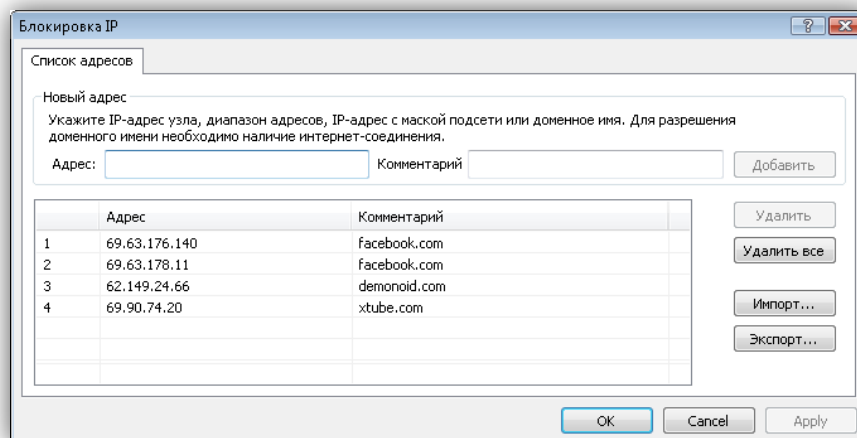 Блокировка IP
Список адресов
Новый адрес
Укажите IP-адрес узла, диапазон адресов, IP-адрес с маской подсети или доменное имя. Для разрешения
доменного имени необходимо наличие интернет-соединения.
Адрес: Комментарий Добавить
Адрес Комментарий Удалить
1 69.63.176.140 facebook.com
2 69.63.178.11 facebook.com Удалить все
3 62.149.24.66 demonoid.com
4 69.90.74.20 xtube.com Импорт...
Экспорт...
OK Cancel Apply